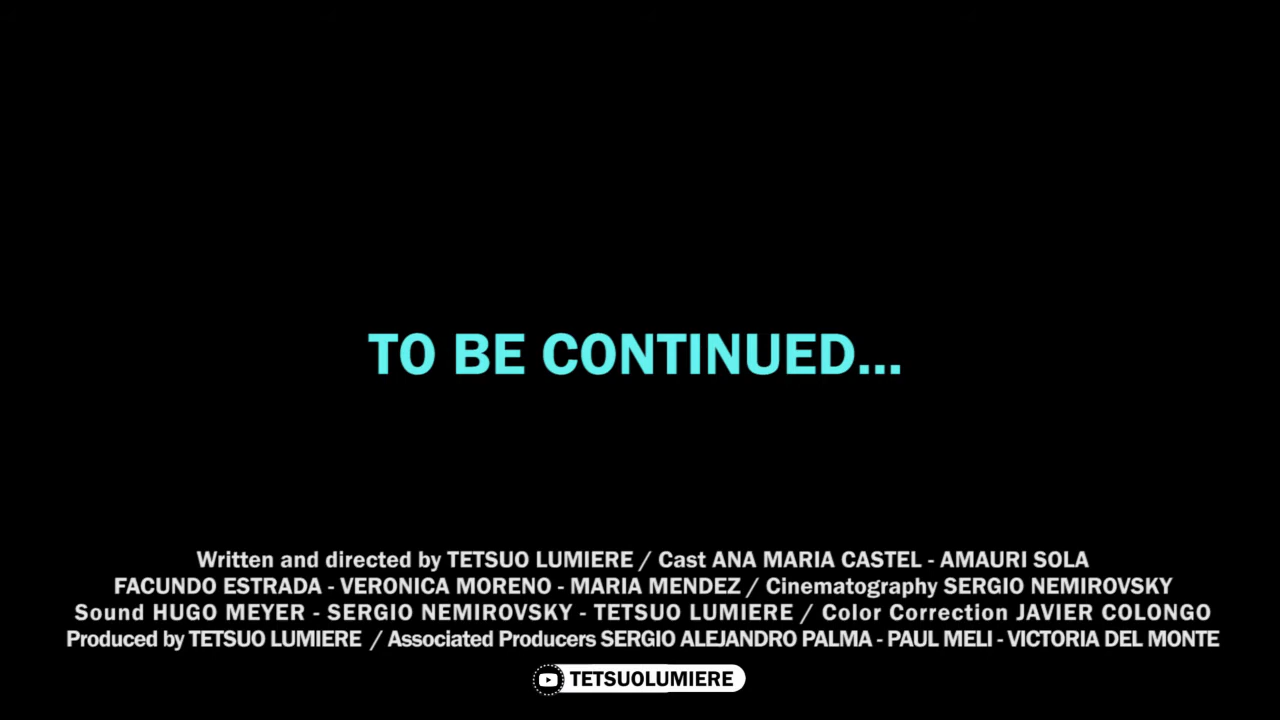 TO BE CONTINUED...
Written and directed by TETSUO LUMIERE / Cast ANA MARIA CASTEL - AMAURI SOLA
FACUNDO ESTRADA - VERONICA MORENO - MARIA MENDEZ / Cinematography SERGIO NEMIROVSKY
Sound HUGO MEYER - SERGIO NEMIROVSKY - TETSUO LUMIERE / Color Correction JAVIER COLONGO
Produced by TETSUO LUMIERE / Associated Producers SERGIO ALEJANDRO PALMA - PAUL MELI - VICTORIA DEL MONTE
TETSUOLUMIERE